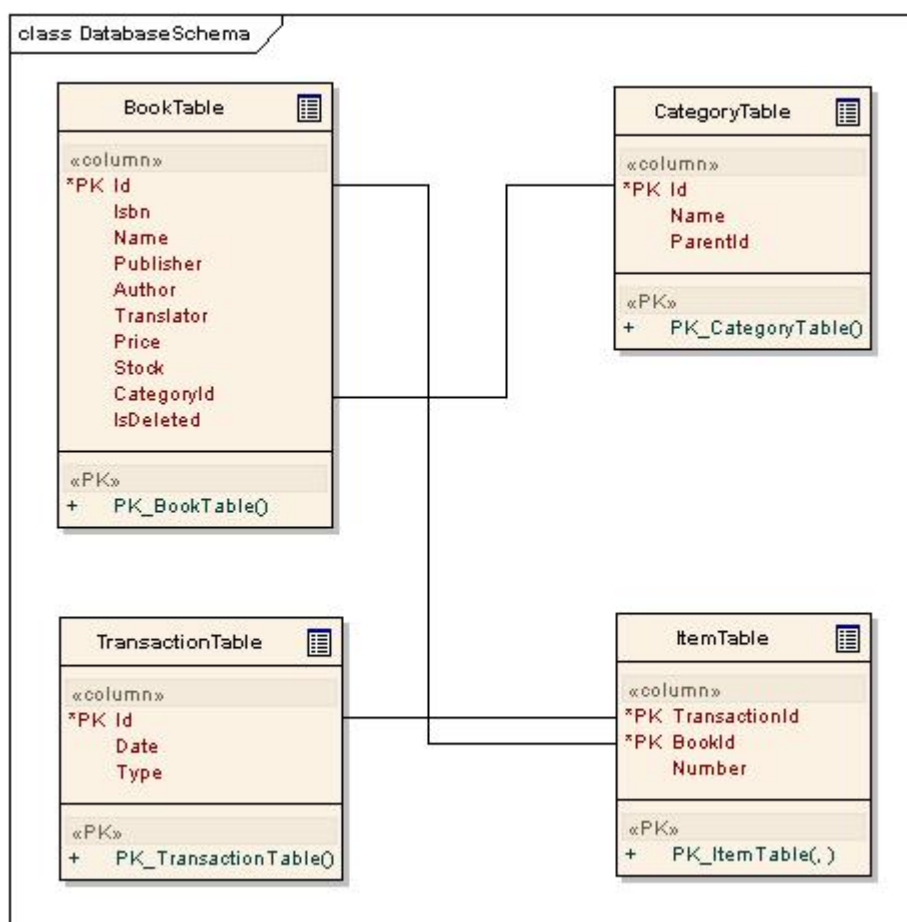 class DatabaseSchema
BookTable
«column»
*PK Id
Isbn
Name
Publisher
Author
Translator
Price
Stock
CategoryId
IsDeleted
«PK»
+ PK_BookTable()
CategoryTable
«column»
*PK Id
Name
ParentId
«PK»
+ PK_CategoryTable()
TransactionTable
«column»
*PK Id
Date
Type
«PK»
+ PK_TransactionTable()
ItemTable
«column»
*PK TransactionId
*PK BookId
Number
«PK»
+ PK_ItemTable(, )